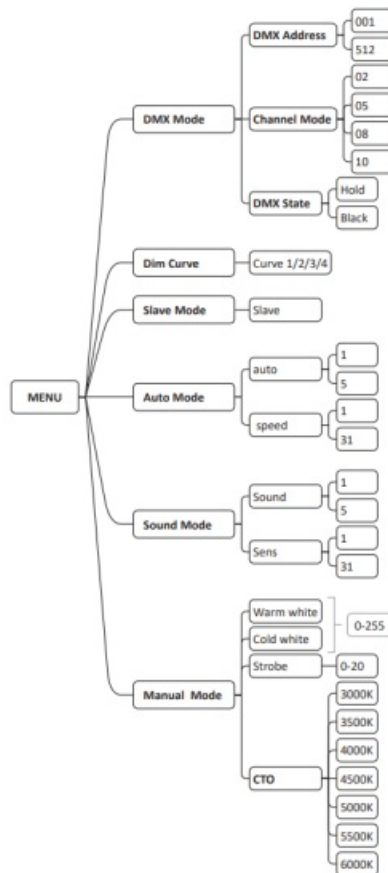 MENU
DMX Mode
DMX Address
001
512
Channel Mode
02
05
08
10
DMX State
Hold
Black
Dim Curve
Curve 1/2/3/4
Slave Mode
Slave
Auto Mode
auto
1
5
speed
1
31
Sound Mode
Sound
1
5
Sens
1
31
Manual Mode
Warm white
Cold white
0-255
Strobe
0-20
CTO
3000K
3500K
4000K
4500K
5000K
5500K
6000K